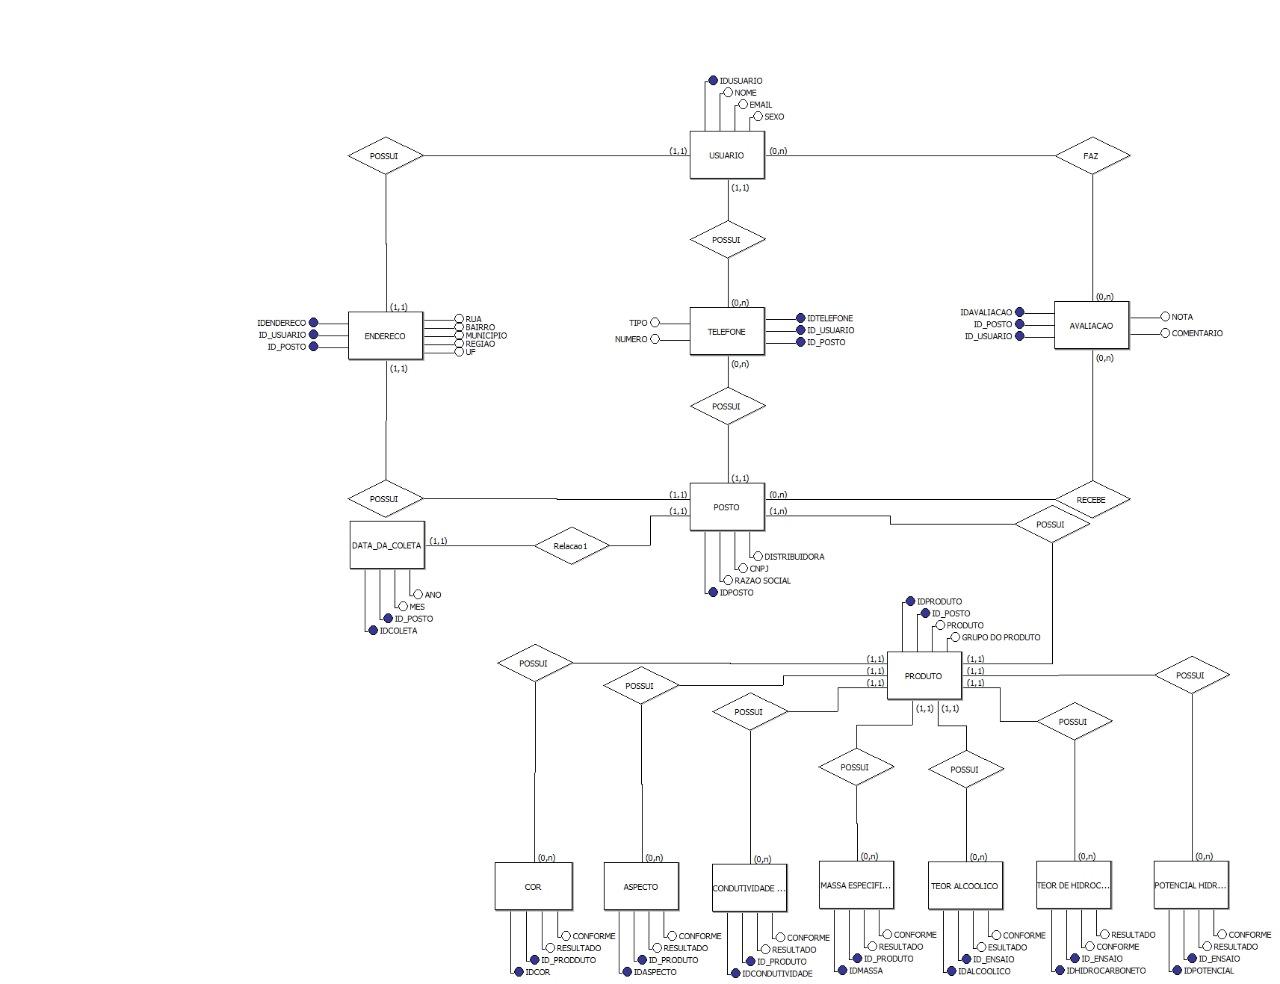 IDUSUARIO
NOME
EMAIL
SEXO
POSSUI
(1,1)
USUARIO
(0,n)
FAZ
(1,1)
POSSUI
(1,1)
(0,n)
(0,n)
IDENDERECO
ID_USUARIO
ID_POSTO
ENDERECO
RUA
BAIRRO
MUNICIPIO
REGIAO
UF
TIPO
NUMERO
TELEFONE
IDTELEFONE
ID_USUARIO
ID_POSTO
IDAVALIACAO
ID_POSTO
ID_USUARIO
AVALIACAO
NOTA
COMENTARIO
(1,1)
(0,n)
(0,n)
POSSUI
(1,1)
POSSUI
(1,1)
(1,1)
POSTO
(0,n)
(1,n)
RECEBE
POSSUI
DATA_DA_COLETA
(1,1)
Relacao1
DISTRIBUIDORA
CNPJ
RAZAO SOCIAL
IDPOSTO
ANO
MES
ID_POSTO
IDCOLETA
IDPRODUTO
ID_POSTO
PRODUTO
GRUPO DO PRODUTO
POSSUI
POSSUI
POSSUI
(1,1)
(1,1)
(1,1)
PRODUTO
(1,1)
(1,1)
(1,1)
(1,1)
(1,1)
POSSUI
POSSUI
POSSUI
POSSUI
(0,n)
(0,n)
(0,n)
(0,n)
(0,n)
(0,n)
(0,n)
COR
ASPECTO
CONDUTIVIDADE ...
MASSA ESPECIFI...
TEOR ALCOOLICO
TEOR DE HIDROC...
POTENCIAL HIDR...
CONFORME
RESULTADO
ID_PRODDUTO
IDCOR
CONFORME
RESULTADO
ID_PRODUTO
IDASPECTO
CONFORME
RESULTADO
ID_PRODUTO
IDCONDUTIVIDADE
CONFORME
RESULTADO
ID_PRODUTO
IDMASSA
CONFORME
ESULTADO
ID_ENSAIO
IDALCOOLICO
RESULTADO
CONFORME
ID_ENSAIO
IDHIDROCARBONETO
CONFORME
RESULTADO
ID_ENSAIO
IDPOTENCIAL